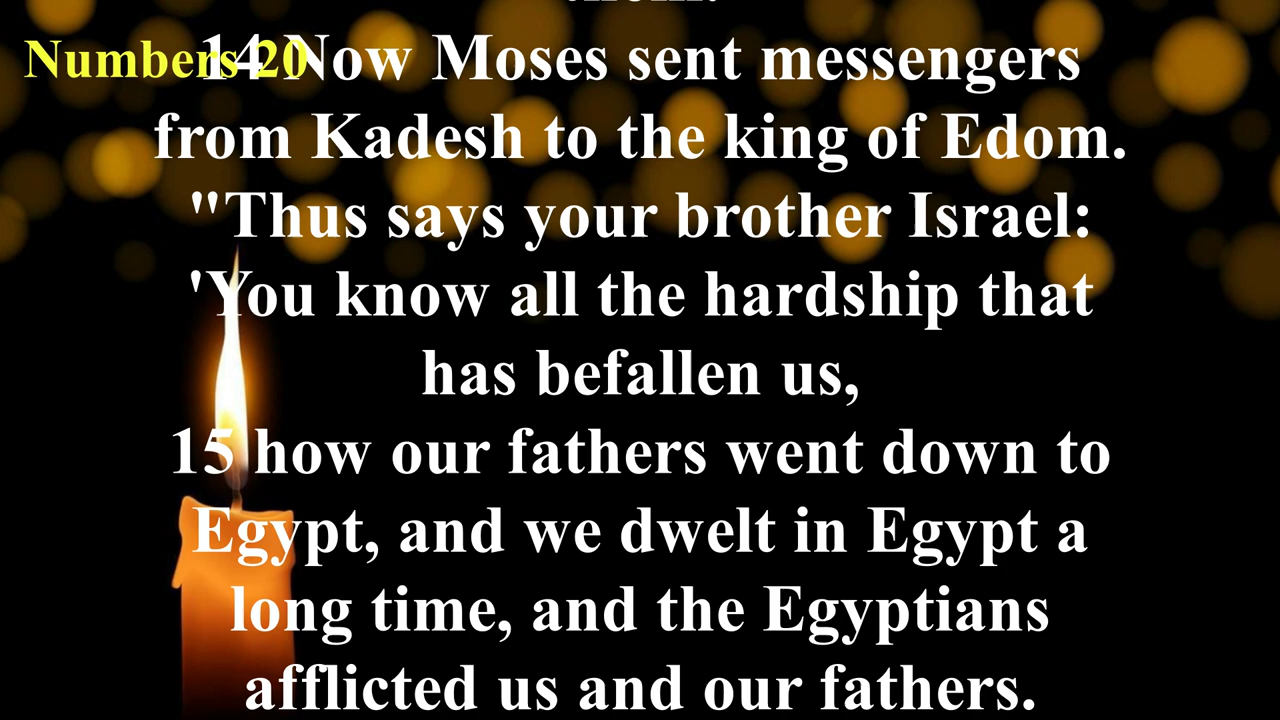 Numbers 20
14 Now Moses sent messengers
from Kadesh to the king of Edom.
"Thus says your brother Israel:
'You know all the hardship that
has befallen us,
15 how our fathers went down to
Egypt, and we dwelt in Egypt a
long time, and the Egyptians
afflicted us and our fathers.